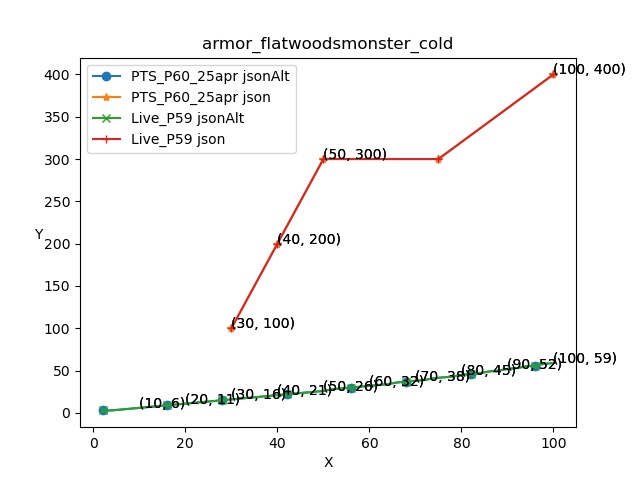 armor_flatwoodsmonster_cold
PTS_P60_25apr jsonAlt
PTS_P60_25apr json
Live_P59 jsonAlt
Live_P59 json
(100, 400)
(50, 300)
(40, 200)
(30, 100)
(10, 6)
(20, 11)
(30, 16)
(40, 21)
(50, 26)
(60, 32)
(70, 38)
(80, 45)
(90, 52)
(100, 59)
Y
400
350
300
250
200
150
100
50
0
0 20 40 60 80 100
X